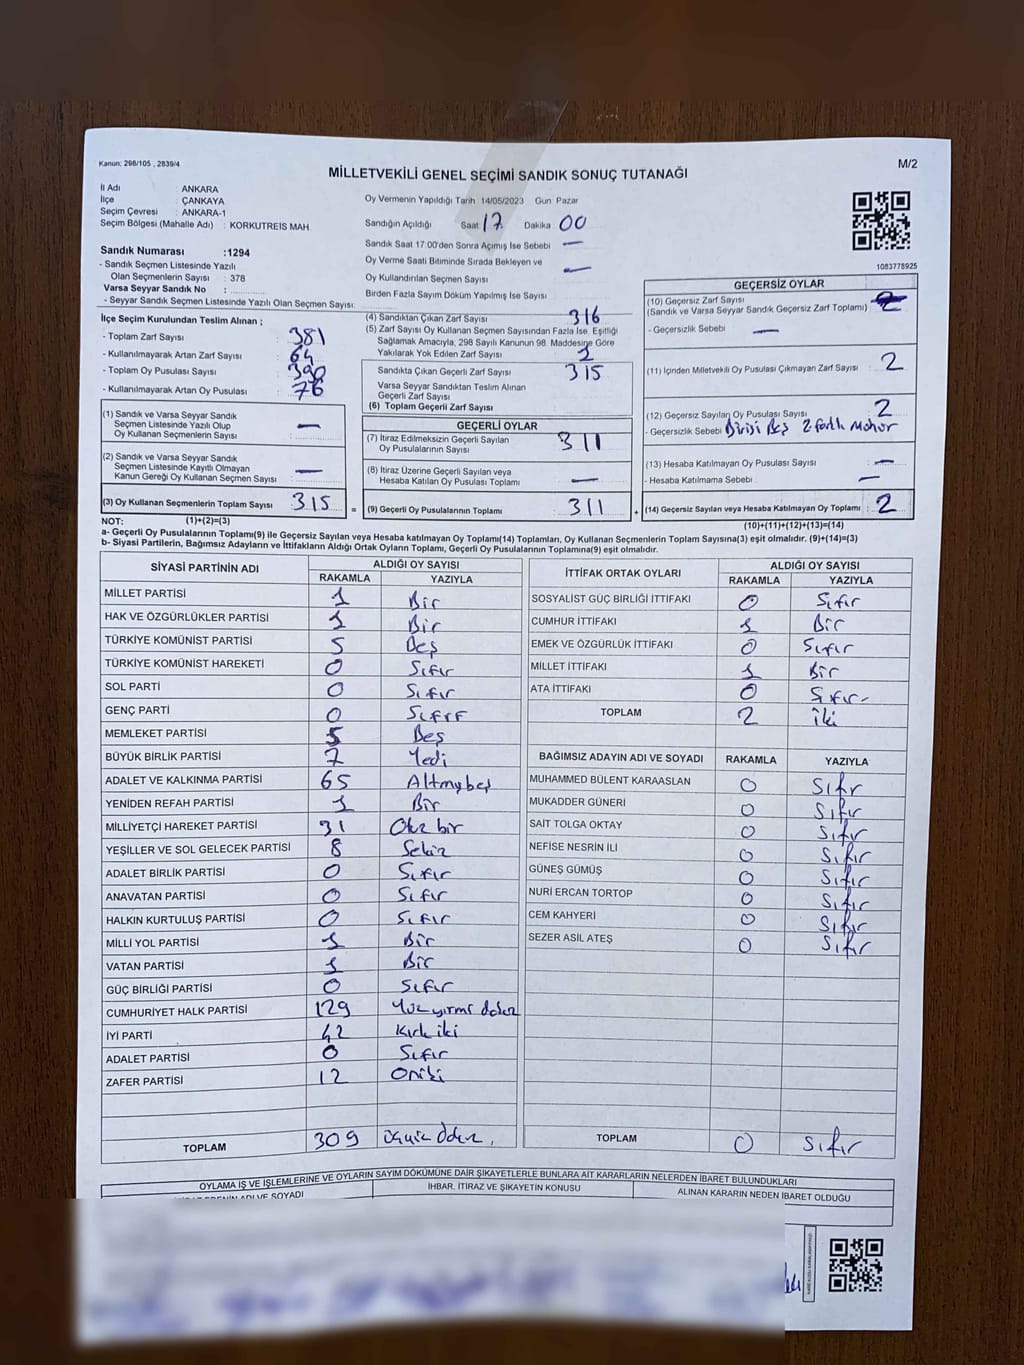 Kanun: 298/105 , 2839/4
M/2
MİLLETVEKİLİ GENEL SEÇİMİ SANDIK SONUÇ TUTANAĞI
İl Adı : ANKARA
İlçe : ÇANKAYA
Seçim Çevresi : ANKARA-1
Seçim Bölgesi (Mahalle Adı) : KORKUTREİS MAH
Sandık Numarası :1294
- Sandık Seçmen Listesinde Yazılı
Olan Seçmenlerin Sayısı : 378
Varsa Seyyar Sandık No :
- Seyyar Sandık Seçmen Listesinde Yazılı Olan Seçmen Sayısı:
Oy Vermenin Yapıldığı Tarih 14/05/2023 Gun Pazar
Sandığın Açıldığı Saat 17 Dakika 00
Sandık Saat 17:00'den Sonra Açımış İse Sebebi —
Oy Verme Saati Bitiminde Sırada Bekleyen ve
Oy Kullandırılan Seçmen Sayısı —
Birden Fazla Sayım Döküm Yapılmış İse Sayısı
1083778925
İlçe Seçim Kurulundan Teslim Alınan ;
- Toplam Zarf Sayısı : 381
- Kullanılmayarak Artan Zarf Sayısı : 64
- Toplam Oy Pusulası Sayısı : 390
- Kullanılmayarak Artan Oy Pusulası : 76
(1) Sandık ve Varsa Seyyar Sandık
Seçmen Listesinde Yazılı Olup
Oy Kullanan Seçmenlerin Sayısı : —
(2) Sandık ve Varsa Seyyar Sandık
Seçmen Listesinde Kayıtlı Olmayan
Kanun Gereği Oy Kullanan Seçmen Sayısı : —
(3) Oy Kullanan Seçmenlerin Toplam Sayısı 315
(4) Sandıktan Çıkan Zarf Sayısı 316
(5) Zarf Sayısı Oy Kullanan Seçmen Sayısından Fazla İse, Eşitliği
Sağlamak Amacıyla, 298 Sayılı Kanunun 98. Maddesine Göre
Yakılarak Yok Edilen Zarf Sayısı 1
Sandıkta Çıkan Geçerli Zarf Sayısı 315
Varsa Seyyar Sandıktan Teslim Alınan
Geçerli Zarf Sayısı
(6) Toplam Geçerli Zarf Sayısı
GEÇERLİ OYLAR
(7) İtiraz Edilmeksizin Geçerli Sayılan
Oy Pusulalarının Sayısı : 311
(8) İtiraz Üzerine Geçerli Sayılan veya
Hesaba Katılan Oy Pusulası Toplamı : —
= (9) Geçerli Oy Pusulalarının Toplamı : 311 +
GEÇERSİZ OYLAR
(10) Geçersiz Zarf Sayısı
(Sandık ve Varsa Seyyar Sandık Geçersiz Zarf Toplamı) :
- Geçersizlik Sebebi : —
(11) İçinden Milletvekili Oy Pusulası Çıkmayan Zarf Sayısı : 2
(12) Geçersiz Sayılan Oy Pusulası Sayısı : 2
- Geçersizlik Sebebi : Birisi Beş 2 farklı Mühür
(13) Hesaba Katılmayan Oy Pusulası Sayısı : —
- Hesaba Katılmama Sebebi : —
(14) Geçersiz Sayılan veya Hesaba Katılmayan Oy Toplamı : 2
NOT: (1)+(2)=(3)
(10)+(11)+(12)+(13)=(14)
a- Geçerli Oy Pusulalarının Toplamı(9) ile Geçersiz Sayılan veya Hesaba katılmayan Oy Toplamı(14) Toplamları, Oy Kullanan Seçmenlerin Toplam Sayısına(3) eşit olmalıdır. (9)+(14)=(3)
b- Siyasi Partilerin, Bağımsız Adayların ve İttifakların Aldığı Ortak Oyların Toplamı, Geçerli Oy Pusulalarının Toplamına(9) eşit olmalıdır.
SİYASİ PARTİNİN ADI ALDIĞI OY SAYISI
RAKAMLA YAZIYLA
MİLLET PARTİSİ 1 Bir
HAK VE ÖZGÜRLÜKLER PARTİSİ 1 Bir
TÜRKİYE KOMÜNİST PARTİSİ 5 Beş
TÜRKİYE KOMÜNİST HAREKETİ 0 Sıfır
SOL PARTİ 0 Sıfır
GENÇ PARTİ 0 Sıfır
MEMLEKET PARTİSİ 5 Beş
BÜYÜK BİRLİK PARTİSİ 7 Yedi
ADALET VE KALKINMA PARTİSİ 65 Altmışbeş
YENİDEN REFAH PARTİSİ 1 Bir
MİLLİYETÇİ HAREKET PARTİSİ 31 Otuz bir
YEŞİLLER VE SOL GELECEK PARTİSİ 8 Sekiz
ADALET BİRLİK PARTİSİ 0 Sıfır
ANAVATAN PARTİSİ 0 Sıfır
HALKIN KURTULUŞ PARTİSİ 0 Sıfır
MİLLİ YOL PARTİSİ 1 Bir
VATAN PARTİSİ 1 Bir
GÜÇ BİRLİĞİ PARTİSİ 0 Sıfır
CUMHURİYET HALK PARTİSİ 129 Yüz yirmi dokuz
İYİ PARTİ 42 Kırk iki
ADALET PARTİSİ 0 Sıfır
ZAFER PARTİSİ 12 Oniki
TOPLAM 309
İTTİFAK ORTAK OYLARI ALDIĞI OY SAYISI
RAKAMLA YAZIYLA
SOSYALİST GÜÇ BİRLİĞİ İTTİFAKI 0 Sıfır
CUMHUR İTTİFAKI 1 Bir
EMEK VE ÖZGÜRLÜK İTTİFAKI 0 Sıfır
MİLLET İTTİFAKI 1 Bir
ATA İTTİFAKI 0 Sıfır
TOPLAM 2 iki
BAĞIMSIZ ADAYIN ADI VE SOYADI RAKAMLA YAZIYLA
MUHAMMED BÜLENT KARAASLAN 0 Sıfır
MUKADDER GÜNERİ 0 Sıfır
SAİT TOLGA OKTAY 0 Sıfır
NEFİSE NESRİN İLİ 0 Sıfır
GÜNEŞ GÜMÜŞ 0 Sıfır
NURİ ERCAN TORTOP 0 Sıfır
CEM KAHYERİ 0 Sıfır
SEZER ASİL ATEŞ 0 Sıfır
TOPLAM 0 Sıfır
OYLAMA İŞ VE İŞLEMLERİNE VE OYLARIN SAYIM DÖKÜMÜNE DAİR ŞİKAYETLERLE BUNLARA AİT KARARLARIN NELERDEN İBARET BULUNDUKLARI
ADI VE SOYADI İHBAR, İTİRAZ VE ŞİKAYETİN KONUSU ALINAN KARARIN NEDEN İBARET OLDUĞU